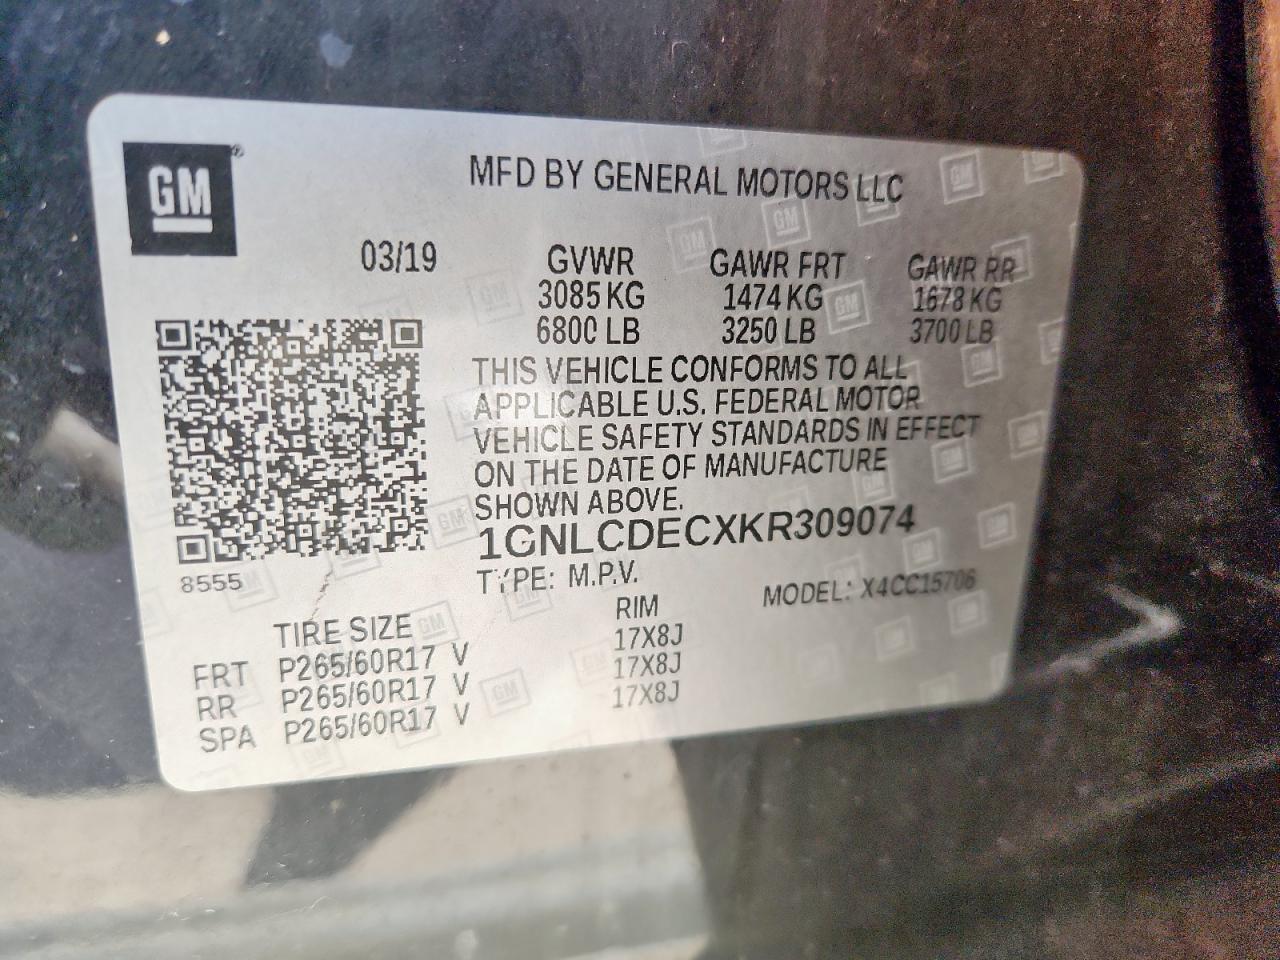 GM
MFD BY GENERAL MOTORS LLC
03/19 GVWR GAWR FRT GAWR RR
3085 KG 1474 KG 1678 KG
6800 LB 3250 LB 3700 LB
THIS VEHICLE CONFORMS TO ALL
APPLICABLE U.S. FEDERAL MOTOR
VEHICLE SAFETY STANDARDS IN EFFECT
ON THE DATE OF MANUFACTURE
SHOWN ABOVE.
1GNLCDECXKR309074
8555
TYPE: M.P.V. MODEL: X4CC15706
TIRE SIZE RIM
FRT P265/60R17 V 17X8J
RR P265/60R17 V 17X8J
SPA P265/60R17 V 17X8J